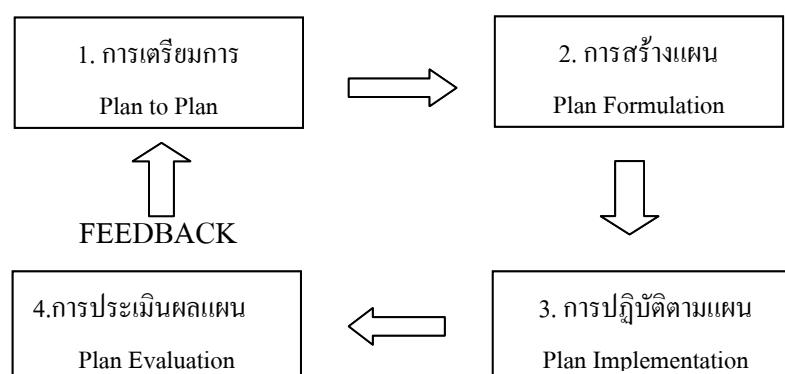 1. การเตรียมการ
Plan to Plan
2. การสร้างแผน
Plan Formulation
FEEDBACK
4.การประเมินผลแผน
Plan Evaluation
3. การปฏิบัติตามแผน
Plan Implementation